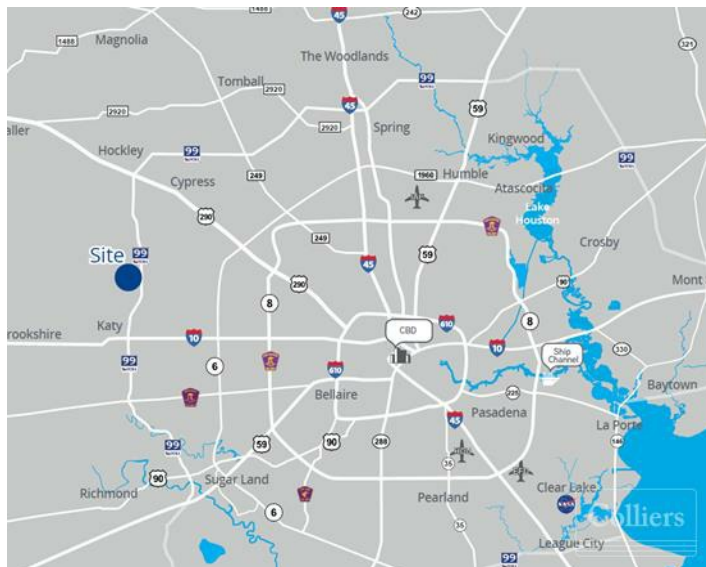 1488
45
242
Magnolia
1488
The Woodlands
321
Tomball
99
2920
59
2920
45
2920
Spring
Kingwood
aller
Hockley
99
99
Humble
Cypress
249
1960
Atascocita
IAH
Lake
Houston
290
Crosby
249
59
Site
99
45
290
90
Mont
8
CBD
610
8
rookshire
Katy
10
10
Ship
Channel
330
99
6
610
Baytown
Bellaire
225
Pasadena
La Porte
45
99
59
90
288
146
35
90
Sugar Land
EFD
Richmond
6
Pearland
Clear Lake
NASA
Colliers
35
League City
99